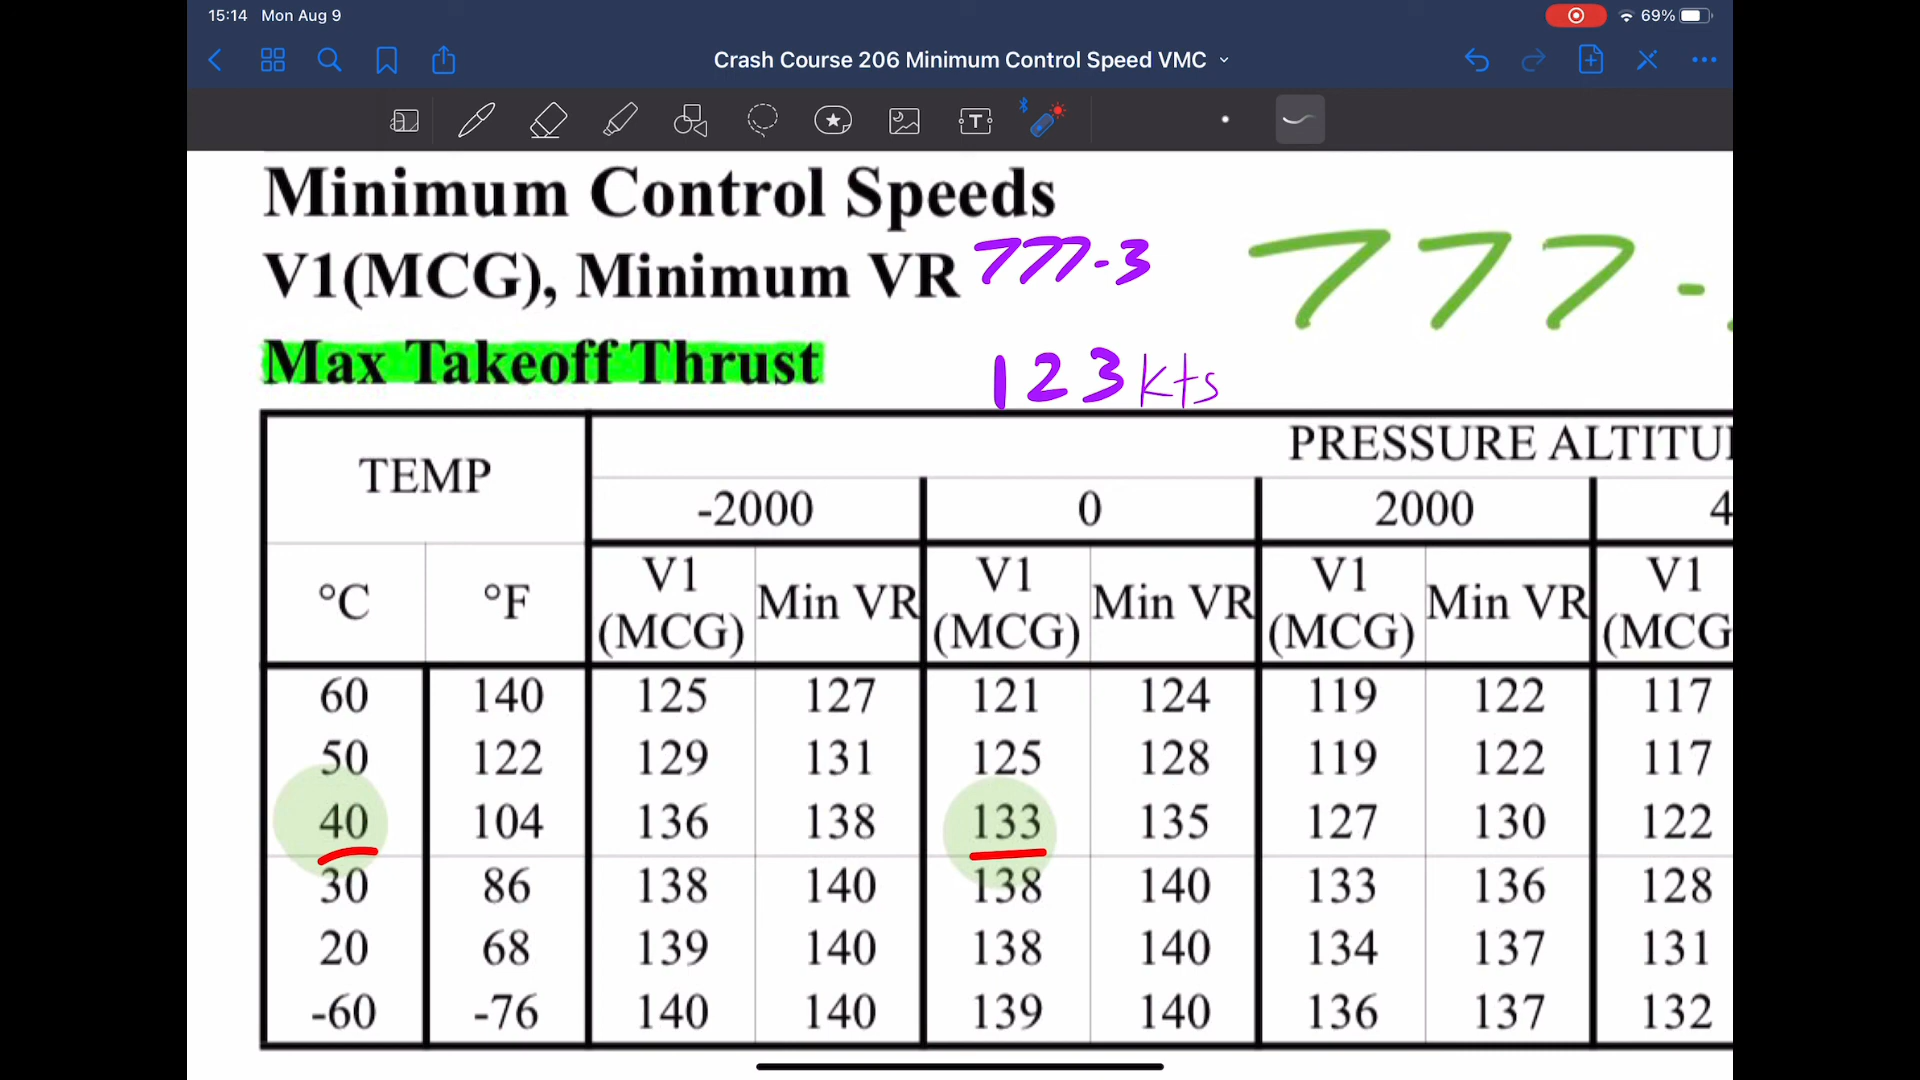 15:14 Mon Aug 9 69%
Crash Course 206 Minimum Control Speed VMC
Minimum Control Speeds
V1(MCG), Minimum VR 777-3 777-
Max Takeoff Thrust 123 kts
TEMP PRESSURE ALTITU
-2000 0 2000 4
°C °F V1 (MCG) Min VR V1 (MCG) Min VR V1 (MCG) Min VR V1 (MCG
60 140 125 127 121 124 119 122 117
50 122 129 131 125 128 119 122 117
40 104 136 138 133 135 127 130 122
30 86 138 140 138 140 133 136 128
20 68 139 140 138 140 134 137 131
-60 -76 140 140 139 140 136 137 132